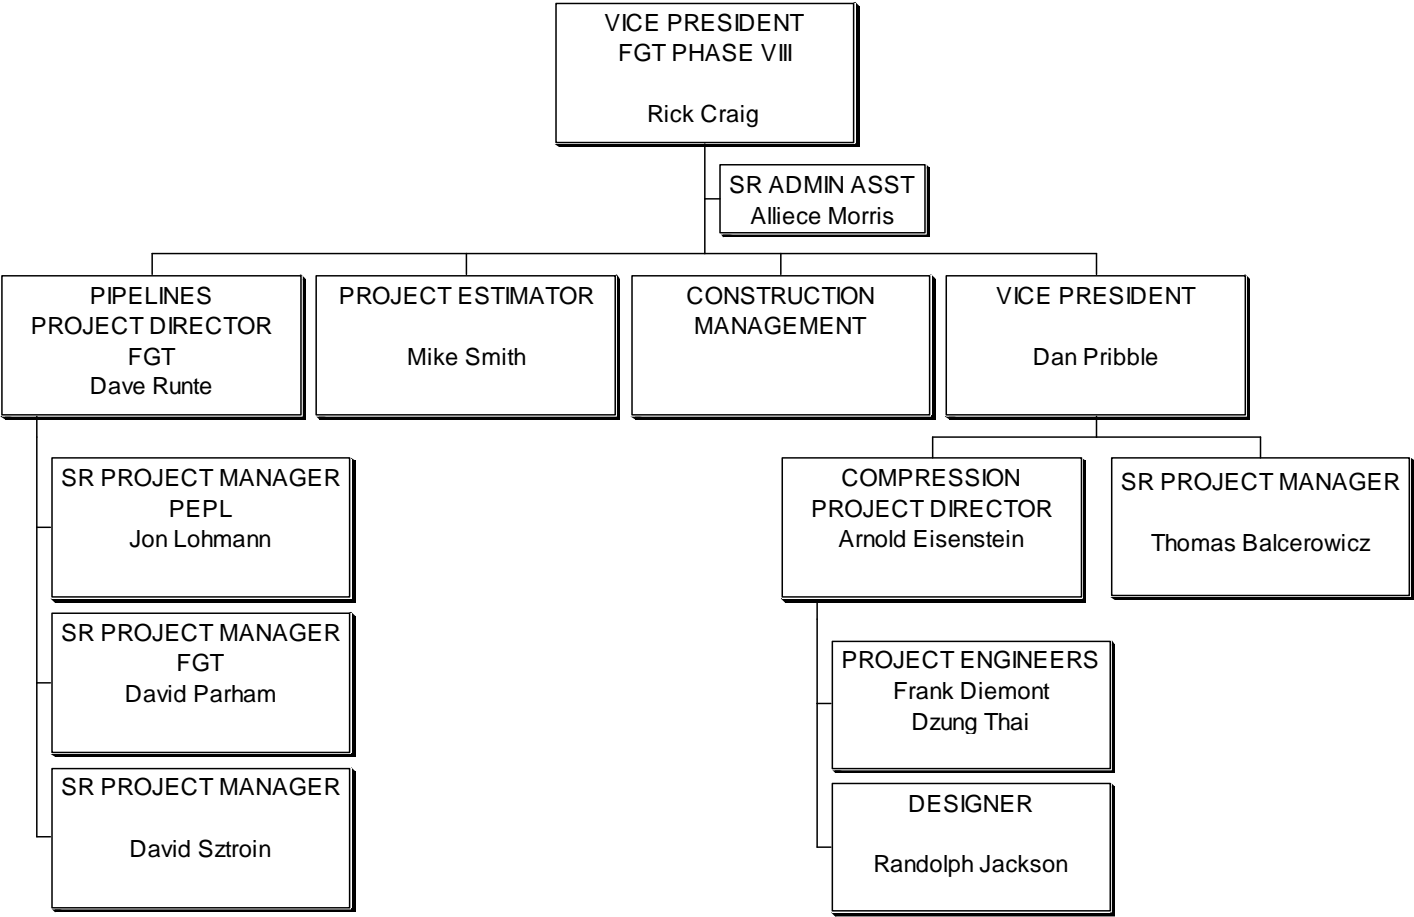 VICE PRESIDENT
FGT PHASE VIII
Rick Craig
SR ADMIN ASST
Alliece Morris
PIPELINES
PROJECT DIRECTOR
FGT
Dave Runte
PROJECT ESTIMATOR
Mike Smith
CONSTRUCTION
MANAGEMENT
VICE PRESIDENT
Dan Pribble
SR PROJECT MANAGER
PEPL
Jon Lohmann
SR PROJECT MANAGER
FGT
David Parham
SR PROJECT MANAGER
David Sztroin
COMPRESSION
PROJECT DIRECTOR
Arnold Eisenstein
SR PROJECT MANAGER
Thomas Balcerowicz
PROJECT ENGINEERS
Frank Diemont
Dzung Thai
DESIGNER
Randolph Jackson